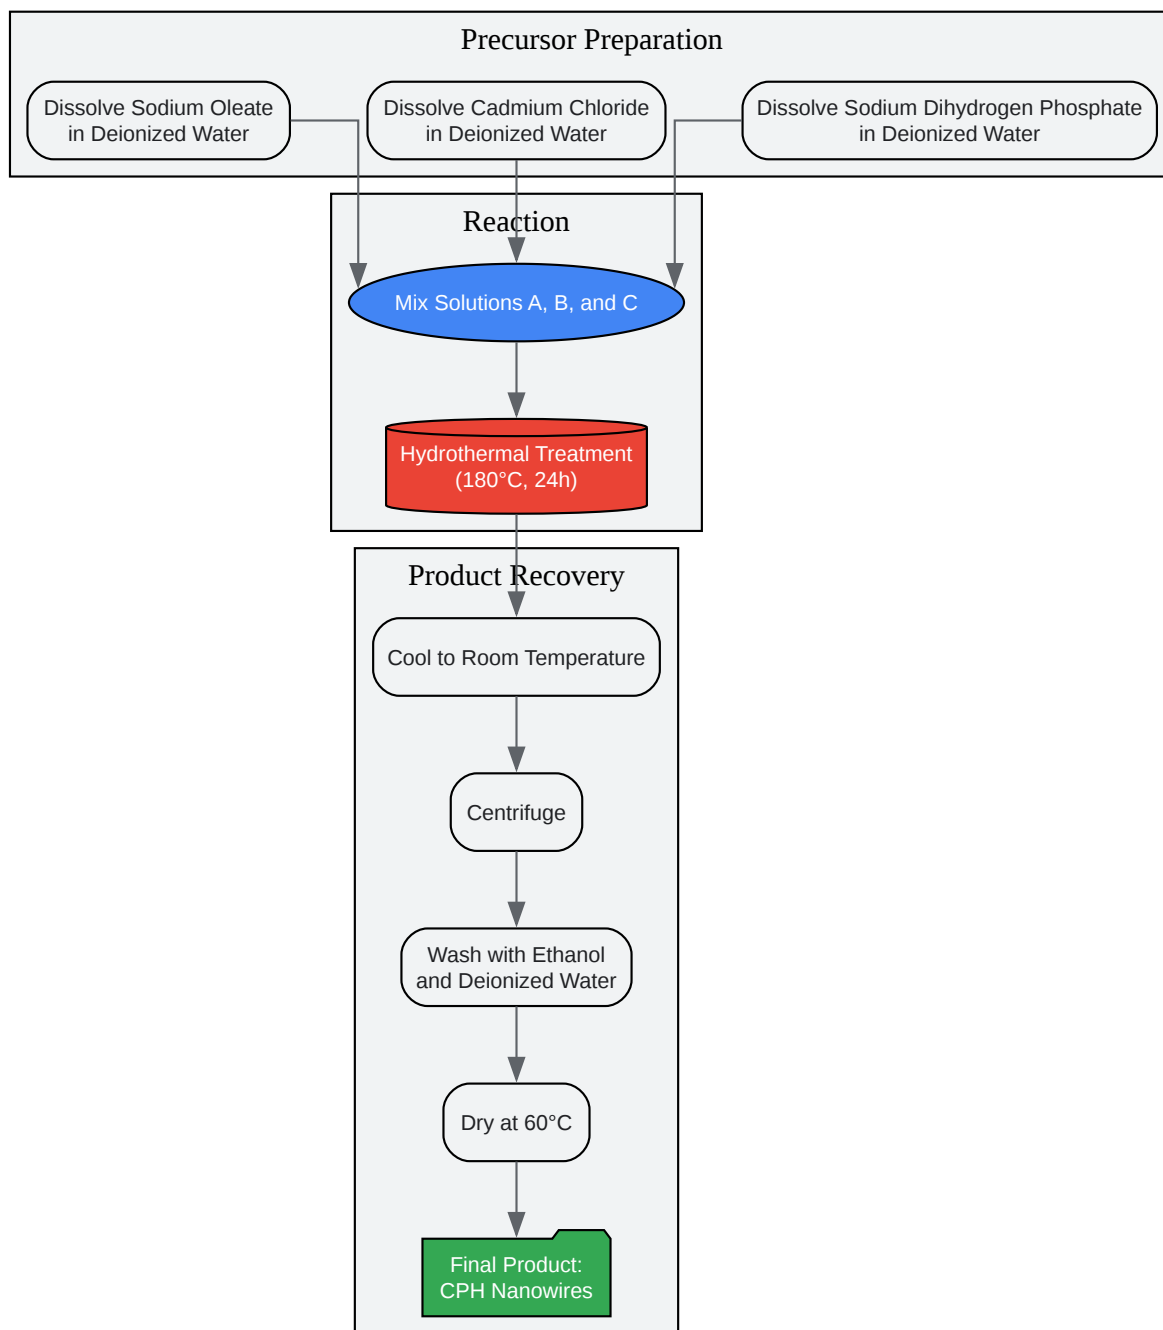 Precursor Preparation
Dissolve Sodium Oleate
in Deionized Water
Dissolve Cadmium Chloride
in Deionized Water
Dissolve Sodium Dihydrogen Phosphate
in Deionized Water
Reaction
Mix Solutions A, B, and C
Hydrothermal Treatment
(180°C, 24h)
Product Recovery
Cool to Room Temperature
Centrifuge
Wash with Ethanol
and Deionized Water
Dry at 60°C
Final Product:
CPH Nanowires